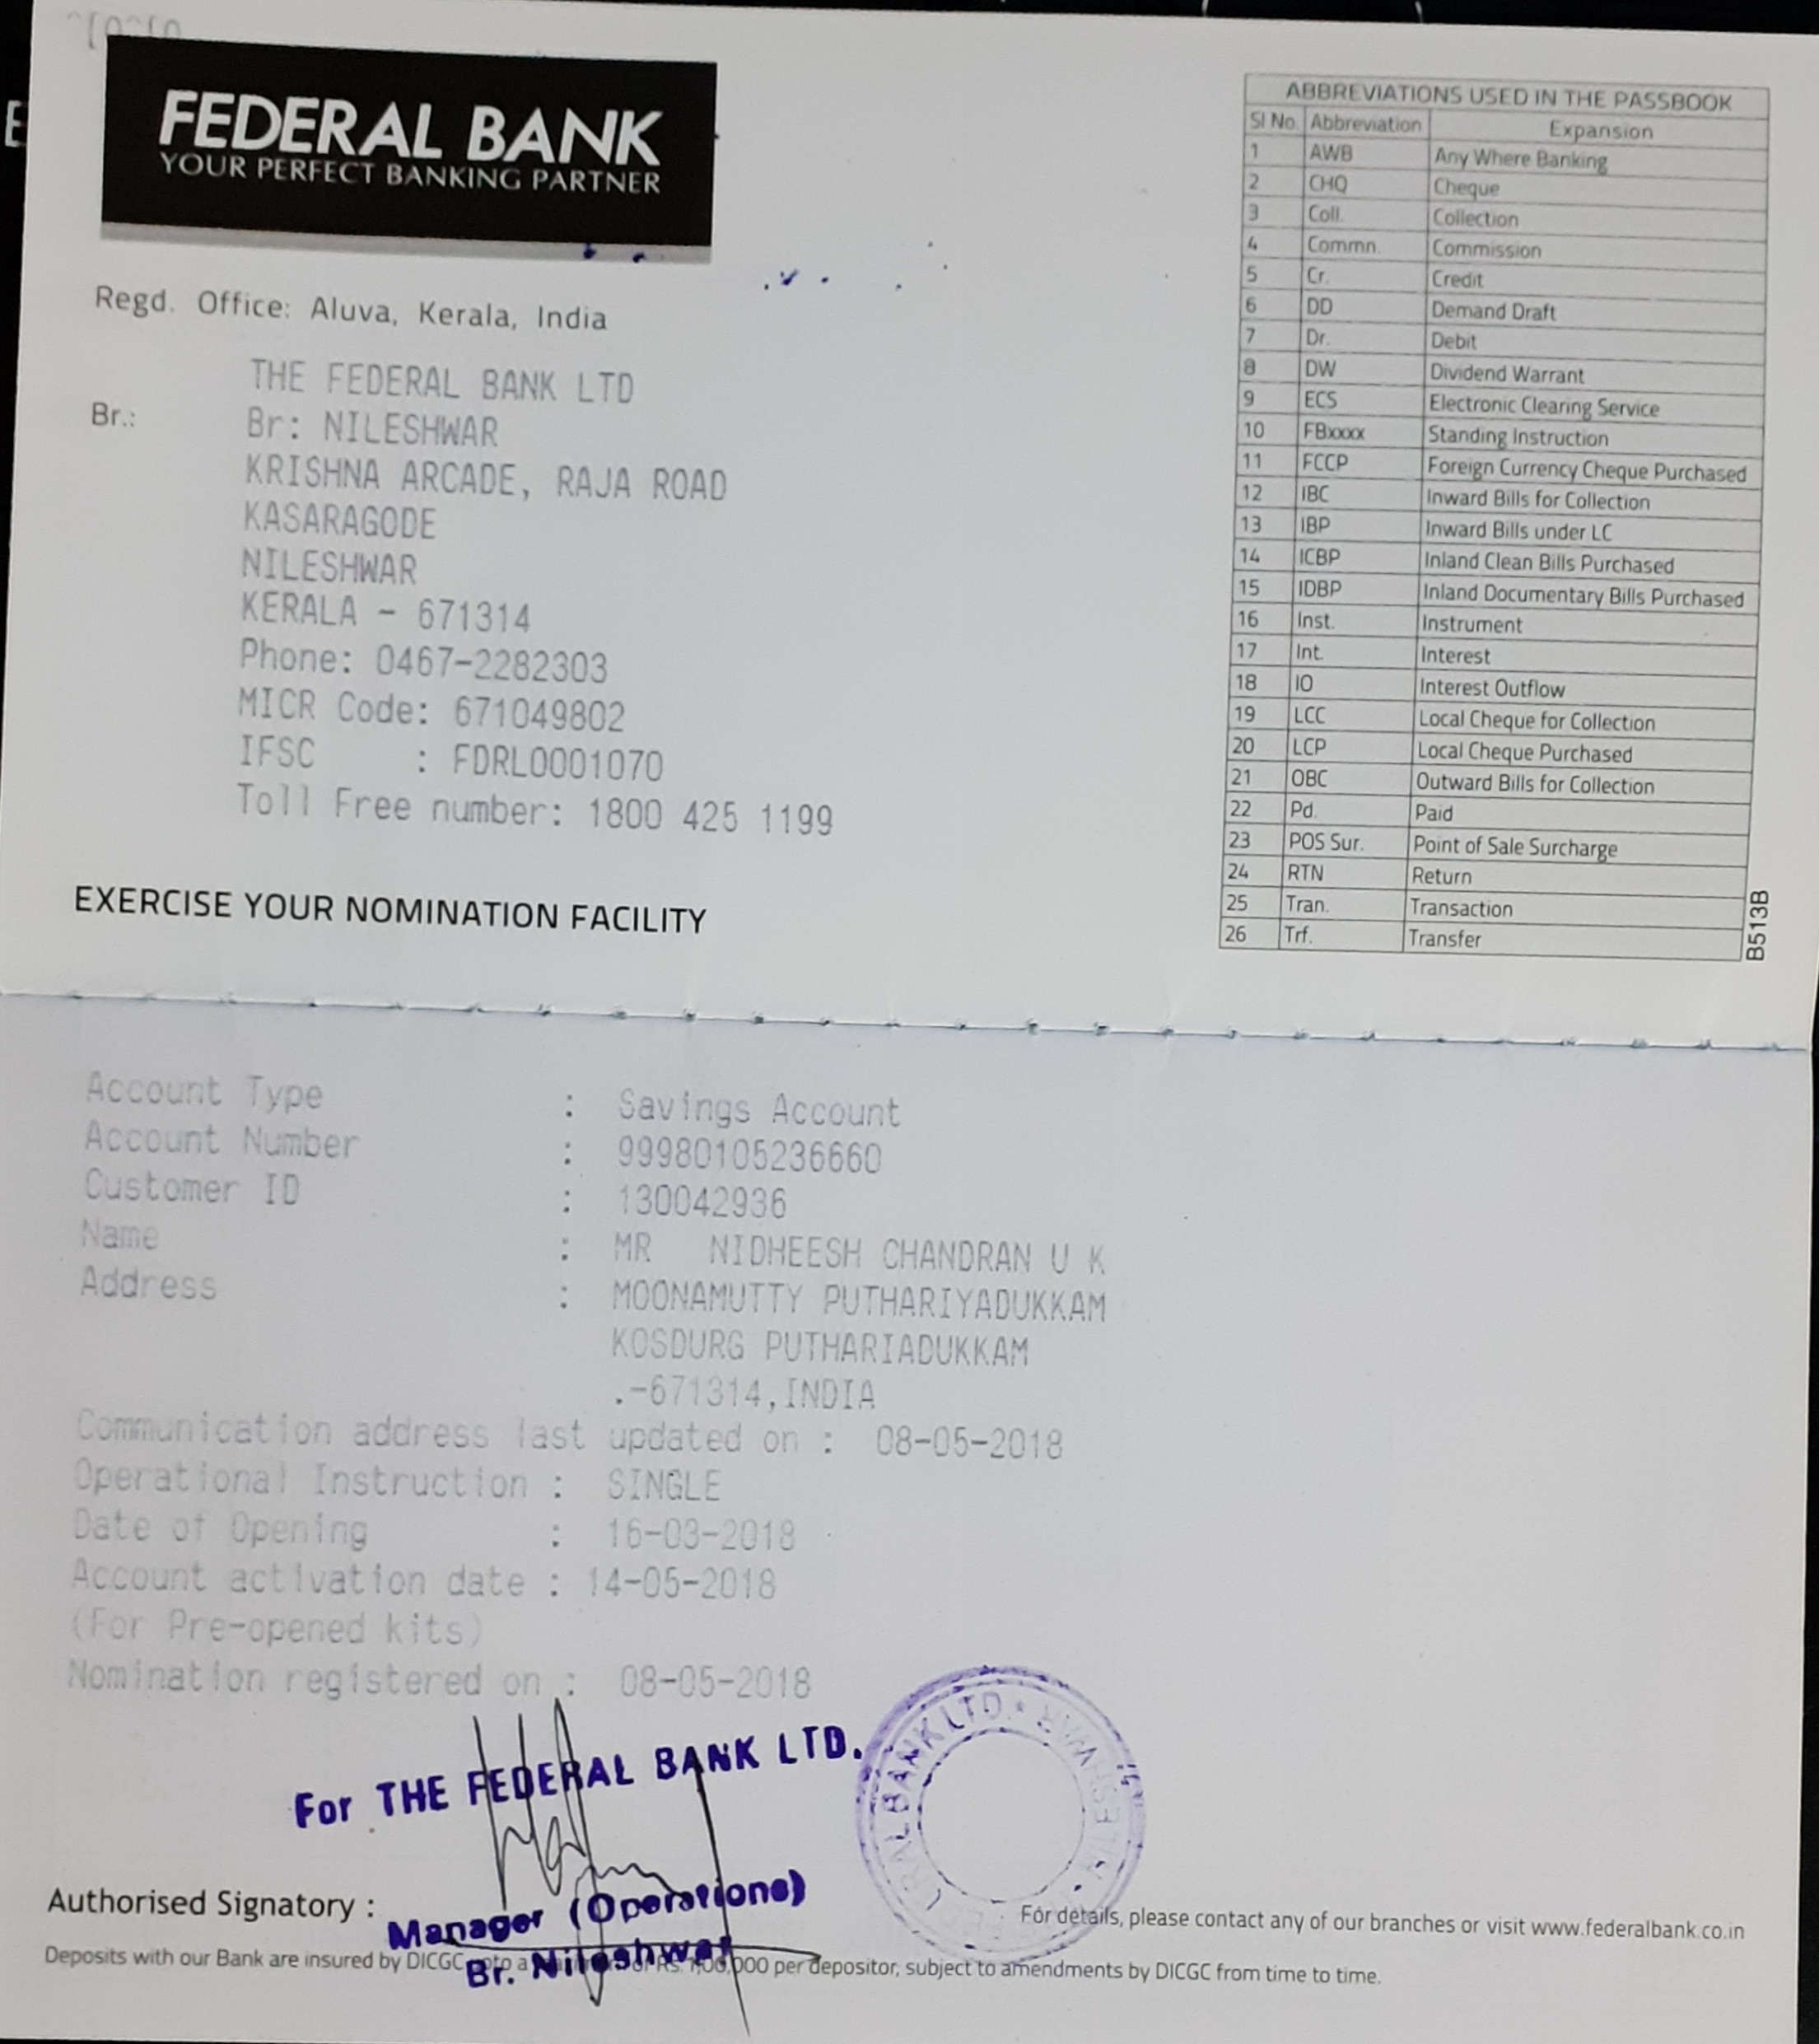 FEDERAL BANK
YOUR PERFECT BANKING PARTNER
Regd. Office: Aluva, Kerala, India
THE FEDERAL BANK LTD
Br.: Br: NILESHWAR
KRISHNA ARCADE, RAJA ROAD
KASARAGODE
NILESHWAR
KERALA - 671314
Phone: 0467-2282303
MICR Code: 671049802
IFSC : FDRL0001070
Toll Free number: 1800 425 1199
EXERCISE YOUR NOMINATION FACILITY
ABBREVIATIONS USED IN THE PASSBOOK
Sl No. Abbreviation Expansion
1 AWB Any Where Banking
2 CHQ Cheque
3 Coll. Collection
4 Commn. Commission
5 Cr. Credit
6 DD Demand Draft
7 Dr. Debit
8 DW Dividend Warrant
9 ECS Electronic Clearing Service
10 FBxxxx Standing Instruction
11 FCCP Foreign Currency Cheque Purchased
12 IBC Inward Bills for Collection
13 IBP Inward Bills under LC
14 ICBP Inland Clean Bills Purchased
15 IDBP Inland Documentary Bills Purchased
16 Inst. Instrument
17 Int. Interest
18 IO Interest Outflow
19 LCC Local Cheque for Collection
20 LCP Local Cheque Purchased
21 OBC Outward Bills for Collection
22 Pd. Paid
23 POS Sur. Point of Sale Surcharge
24 RTN Return
25 Tran. Transaction
26 Trf. Transfer
B513B
Account Type : Savings Account
Account Number : 99980105236660
Customer ID : 130042936
Name : MR NIDHEESH CHANDRAN U K
Address : MOONAMUTTY PUTHARIYADUKKAM
KOSDURG PUTHARIADUKKAM
.-671314,INDIA
Communication address last updated on : 08-05-2018
Operational Instruction : SINGLE
Date of Opening : 16-03-2018
Account activation date : 14-05-2018
(For Pre-opened kits)
Nomination registered on : 08-05-2018
For THE FEDERAL BANK LTD.
BANK LTD. * NILESHWAR
Authorised Signatory :
Manager (Operations)
Br. Nileshwar
For details, please contact any of our branches or visit www.federalbank.co.in
Deposits with our Bank are insured by DICGC a of Rs. 1,00,000 per depositor, subject to amendments by DICGC from time to time.